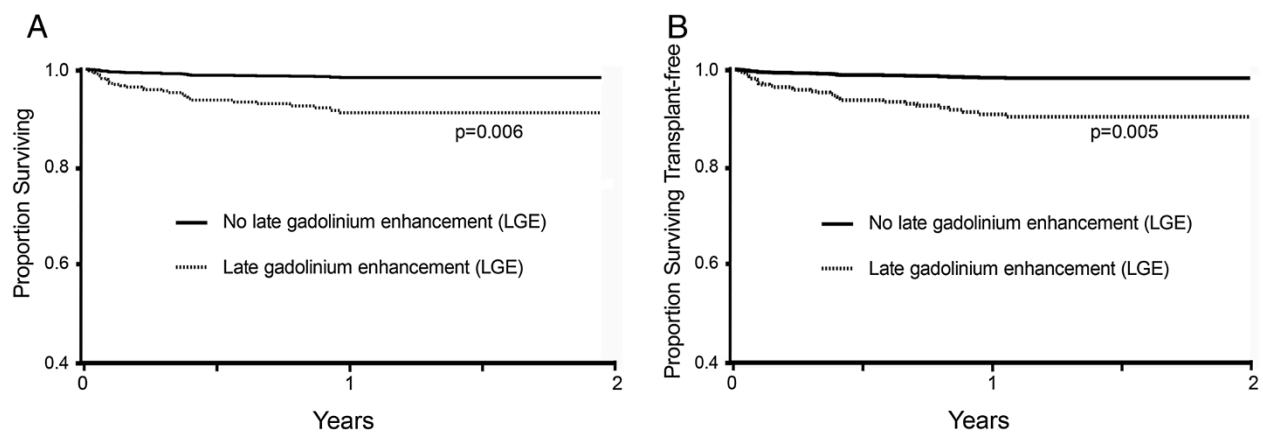 A
Proportion Surviving
1.0
0.8
0.6
0.4
p=0.006
No late gadolinium enhancement (LGE)
Late gadolinium enhancement (LGE)
0
1
2
Years
B
Proportion Surviving Transplant-free
1.0
0.8
0.6
0.4
p=0.005
No late gadolinium enhancement (LGE)
Late gadolinium enhancement (LGE)
0
1
2
Years